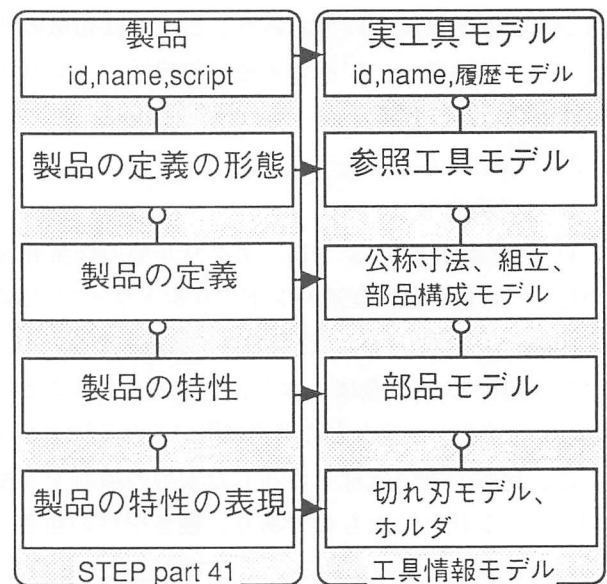 製品
id,name,script
製品の定義の形態
製品の定義
製品の特性
製品の特性の表現
STEP part 41
実工具モデル
id,name,履歴モデル
参照工具モデル
公称寸法、組立、
部品構成モデル
部品モデル
切れ刃モデル、
ホルダ
工具情報モデル